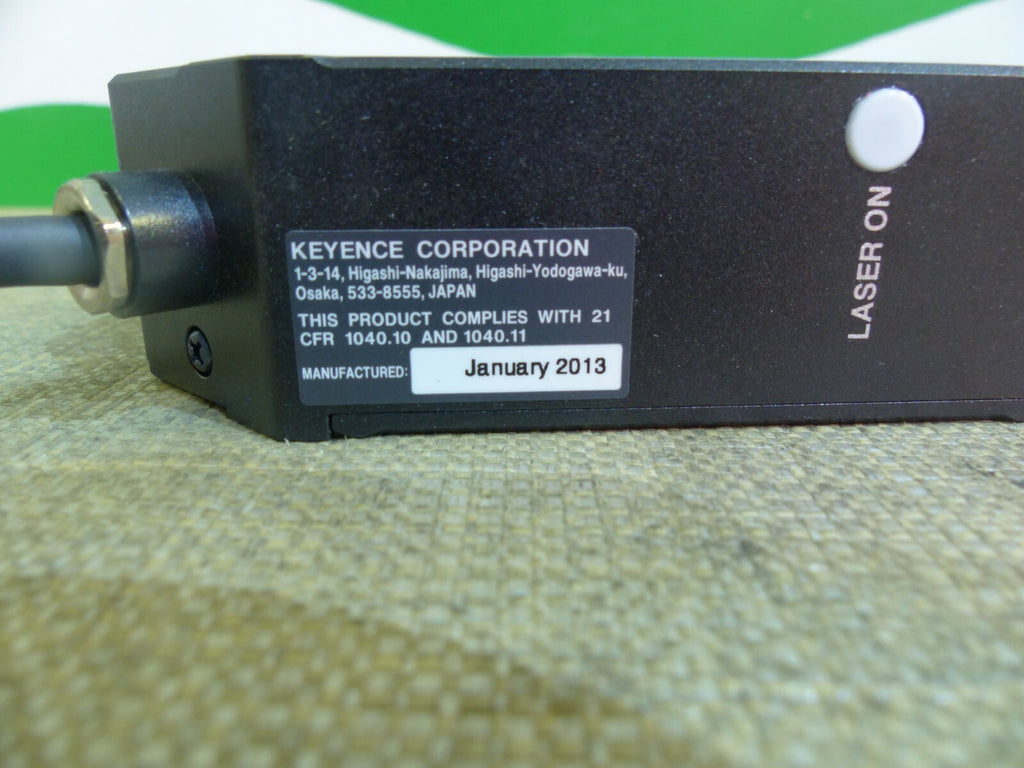 KEYENCE CORPORATION
1-3-14, Higashi-Nakajima, Higashi-Yodogawa-ku,
Osaka, 533-8555, JAPAN
THIS PRODUCT COMPLIES WITH 21
CFR 1040.10 AND 1040.11
MANUFACTURED: January 2013
LASER ON